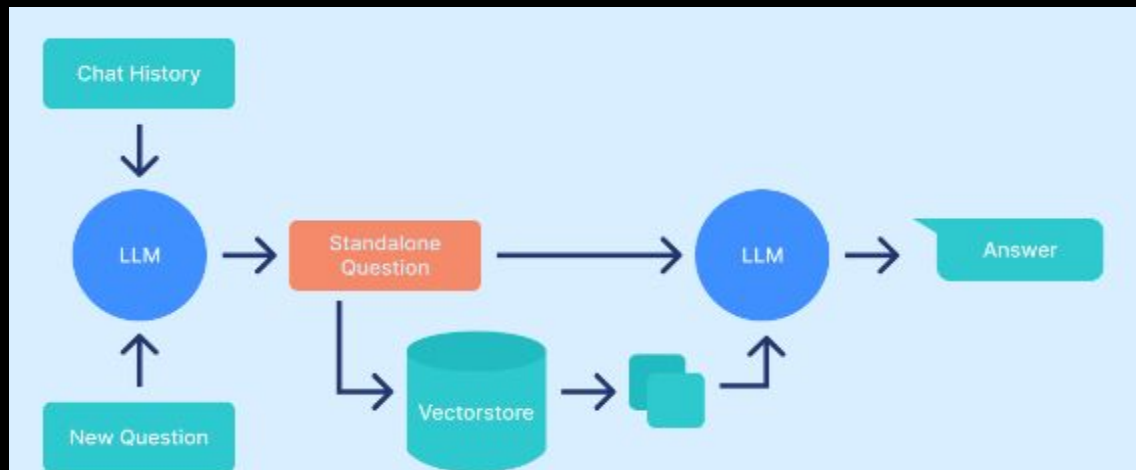 Chat History
LLM
Standalone
Question
LLM
Answer
Vectorstore
New Question